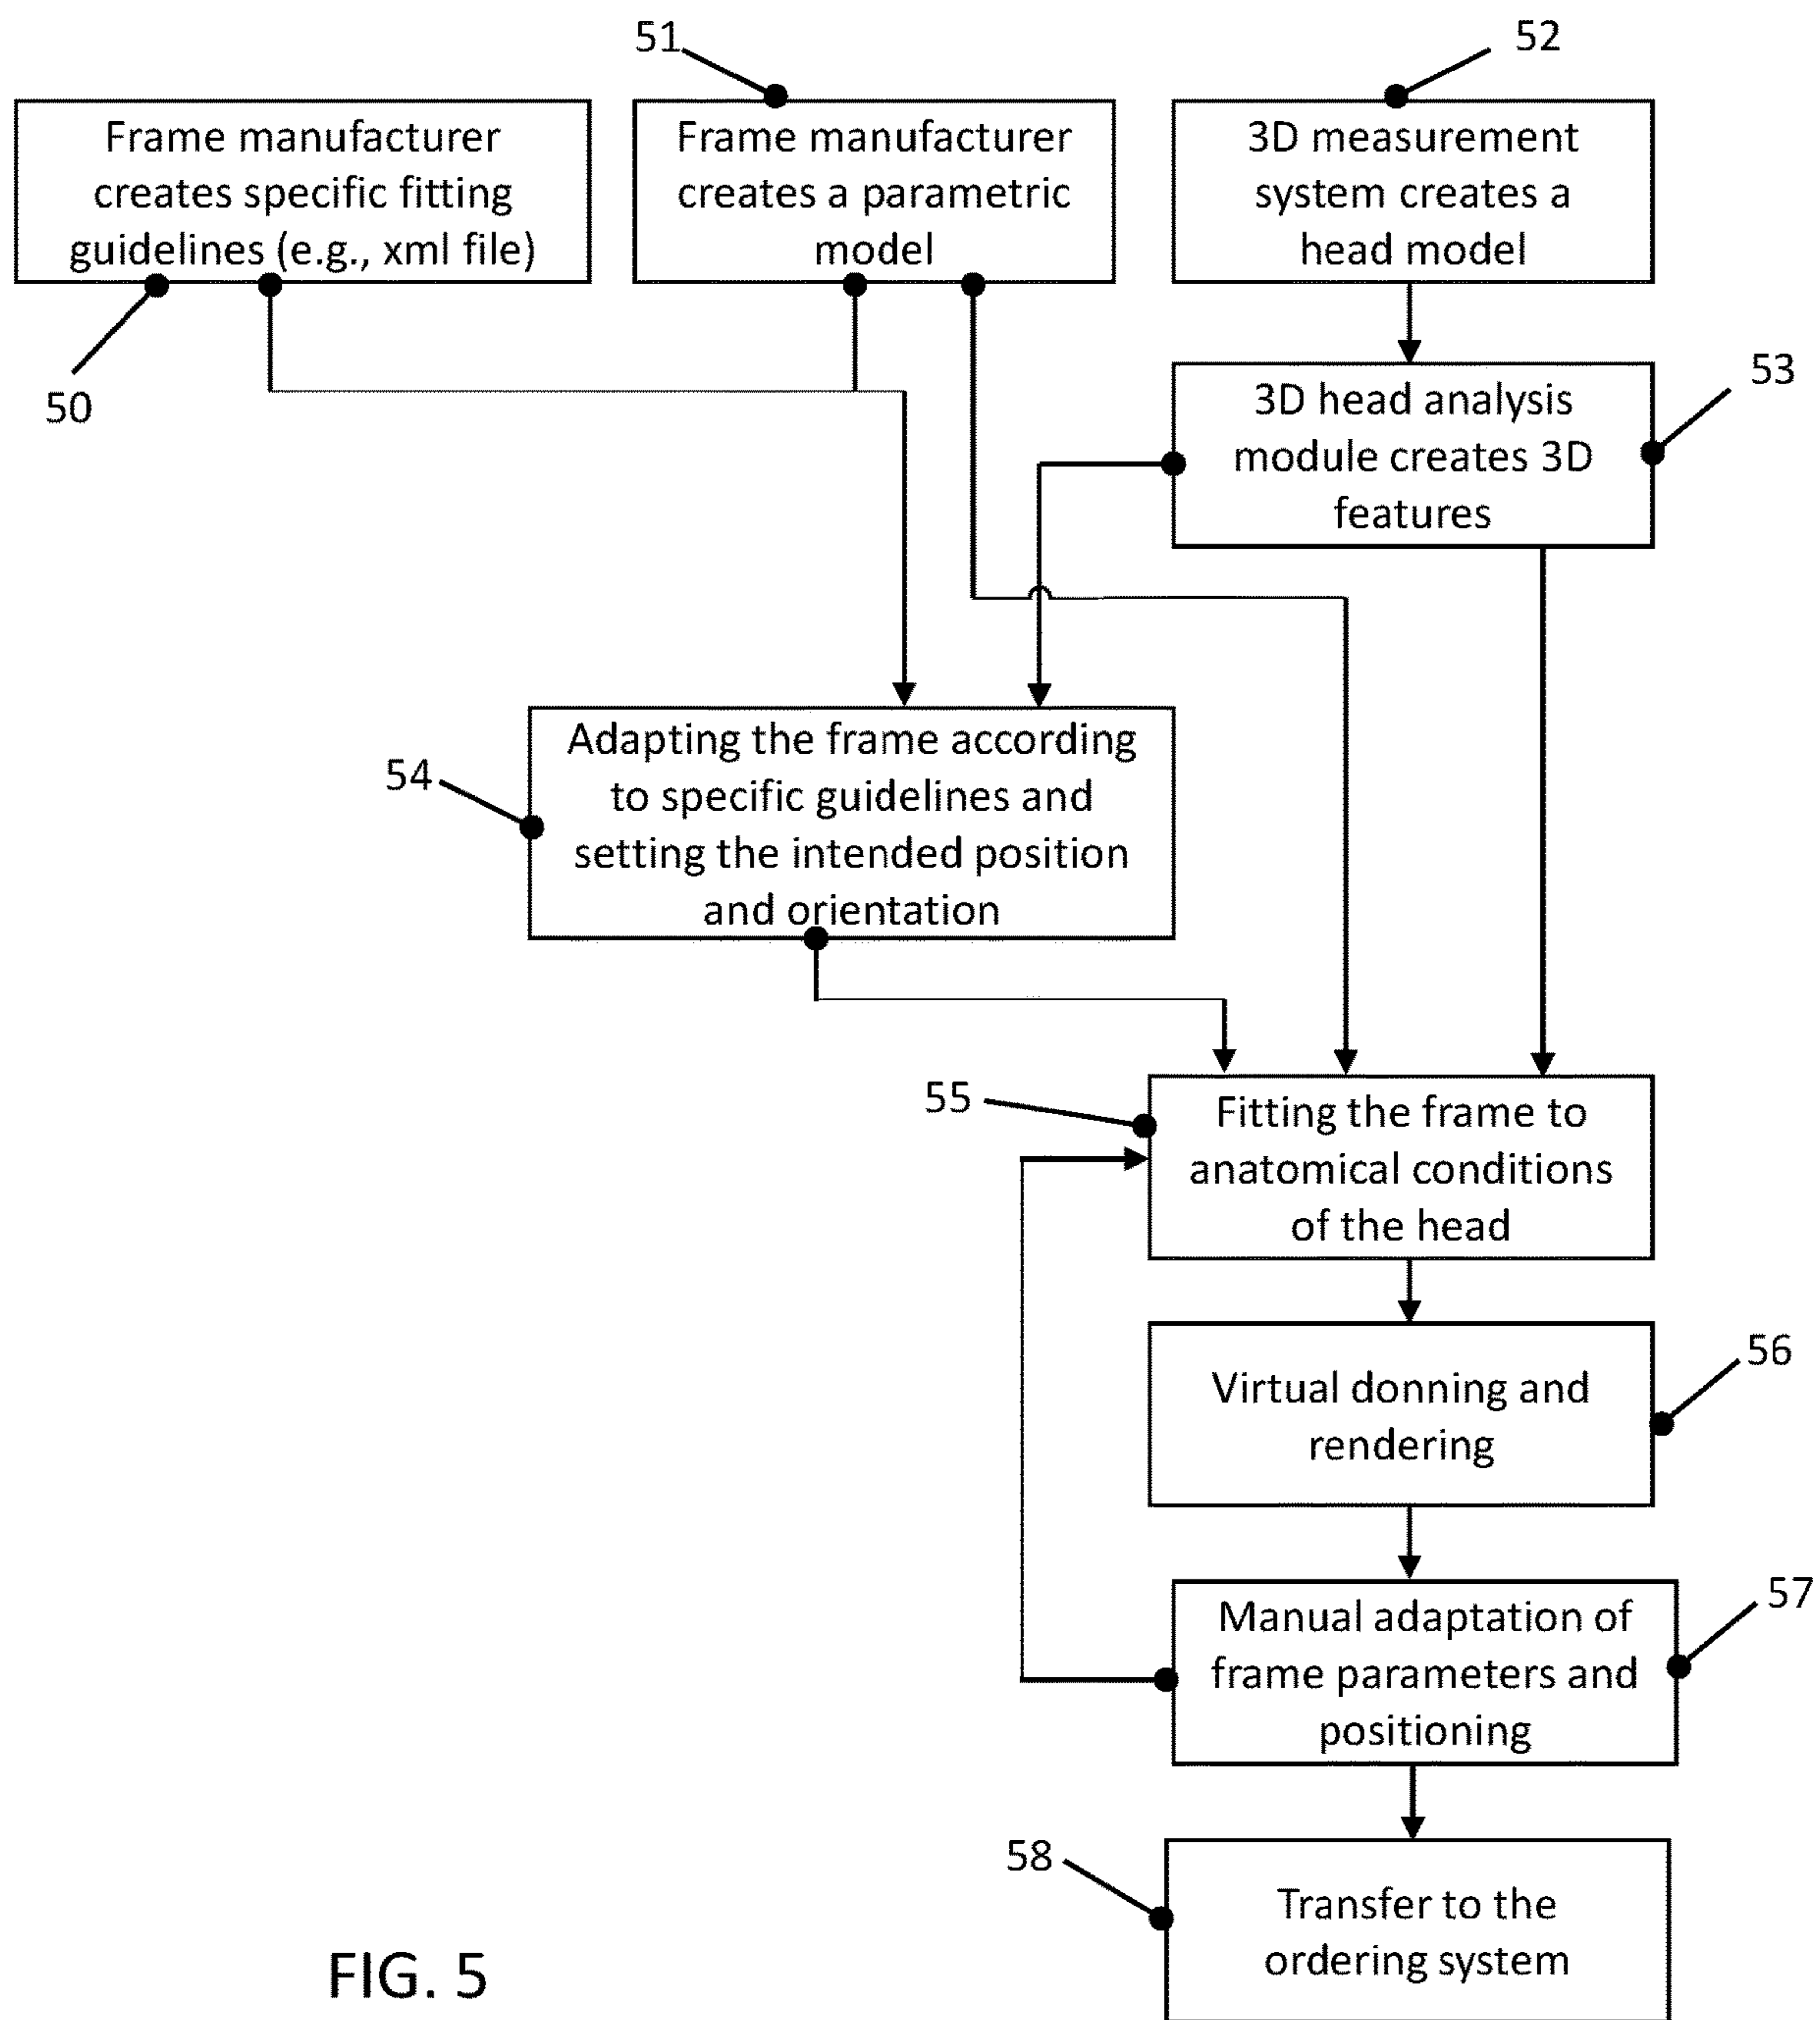 51
52
Frame manufacturer
creates specific fitting
guidelines (e.g., xml file)
Frame manufacturer
creates a parametric
model
3D measurement
system creates a
head model
50
53
3D head analysis
module creates 3D
features
54
Adapting the frame according
to specific guidelines and
setting the intended position
and orientation
55
Fitting the frame to
anatomical conditions
of the head
56
Virtual donning and
rendering
57
Manual adaptation of
frame parameters and
positioning
58
Transfer to the
ordering system
FIG. 5